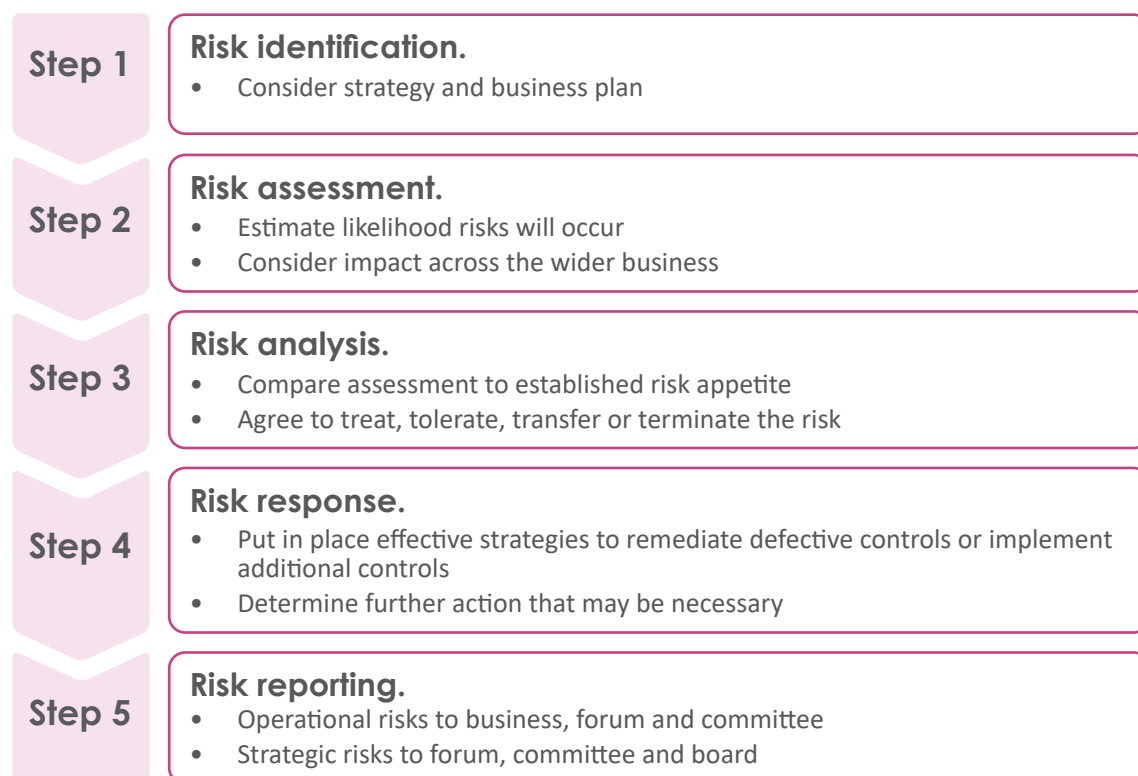 Step 1
Risk identification.
• Consider strategy and business plan
Step 2
Risk assessment.
• Estimate likelihood risks will occur
• Consider impact across the wider business
Step 3
Risk analysis.
• Compare assessment to established risk appetite
• Agree to treat, tolerate, transfer or terminate the risk
Step 4
Risk response.
• Put in place effective strategies to remediate defective controls or implement
additional controls
• Determine further action that may be necessary
Step 5
Risk reporting.
• Operational risks to business, forum and committee
• Strategic risks to forum, committee and board